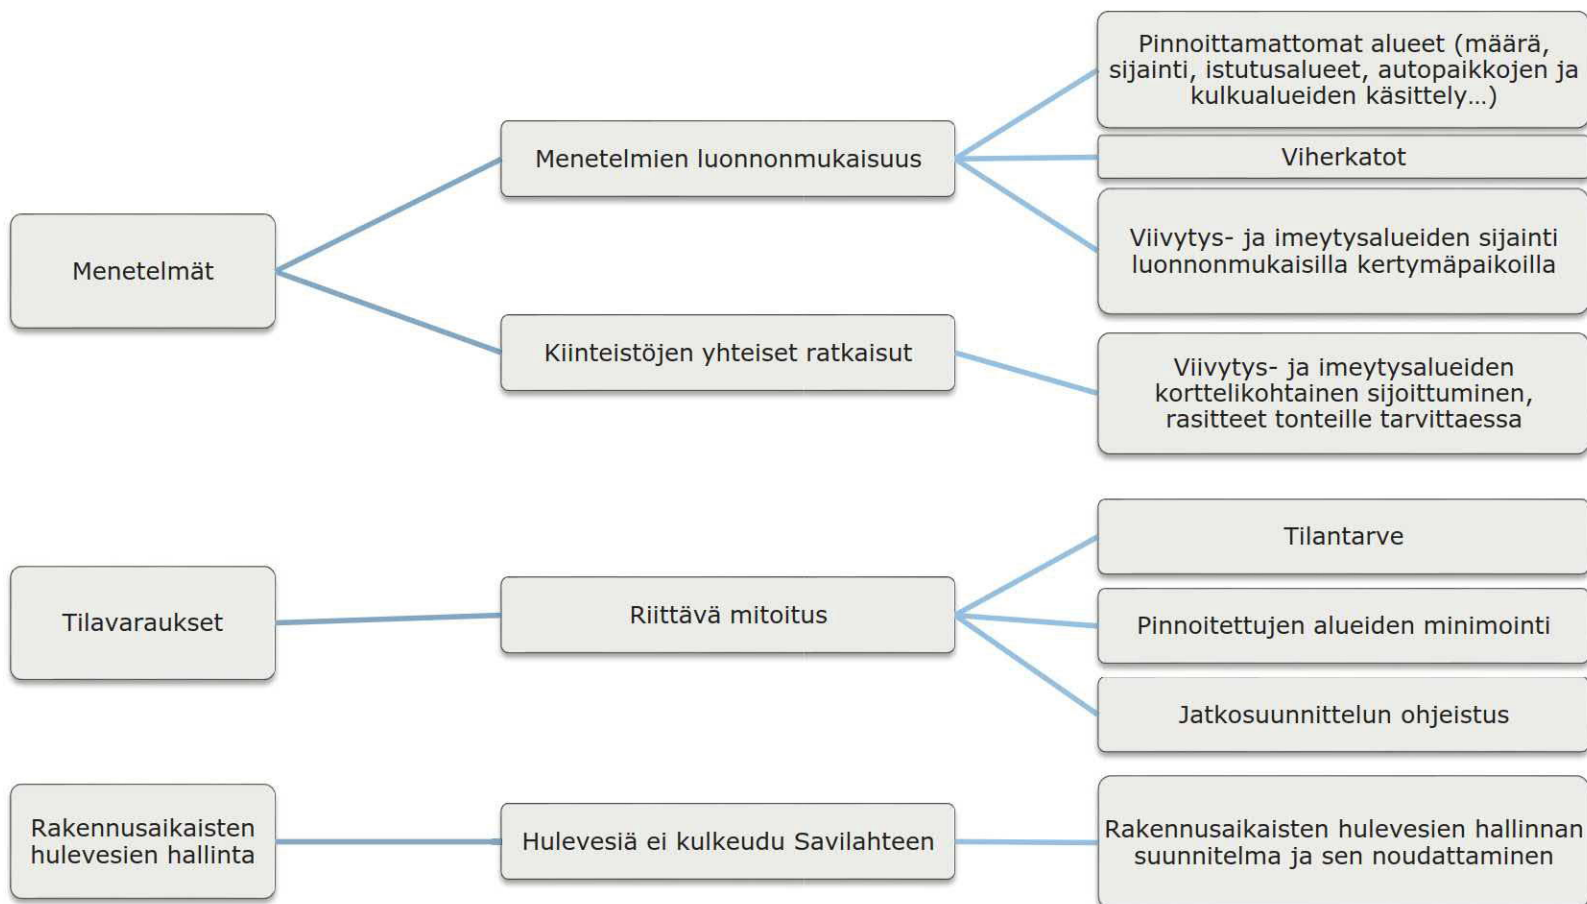 Menetelmät
Menetelmien luonnonmukaisuus
Pinnoittamattomat alueet (määrä,
sijainti, istutusalueet, autopaikkojen ja
kulkualueiden käsittely...)
Viherkatot
Viivytys- ja imeytysalueiden sijainti
luonnonmukaisilla kertymäpaikoilla
Kiinteistöjen yhteiset ratkaisut
Viivytys- ja imeytysalueiden
korttelikohtainen sijoittuminen,
rasitteet tonteille tarvittaessa
Tilavaraukset
Riittävä mitoitus
Tilantarve
Pinnoitettujen alueiden minimointi
Jatkosuunnittelun ohjeistus
Rakennusaikaisten
hulevesien hallinta
Hulevesiä ei kulkeudu Savilahteen
Rakennusaikaisten hulevesien hallinnan
suunnitelma ja sen noudattaminen